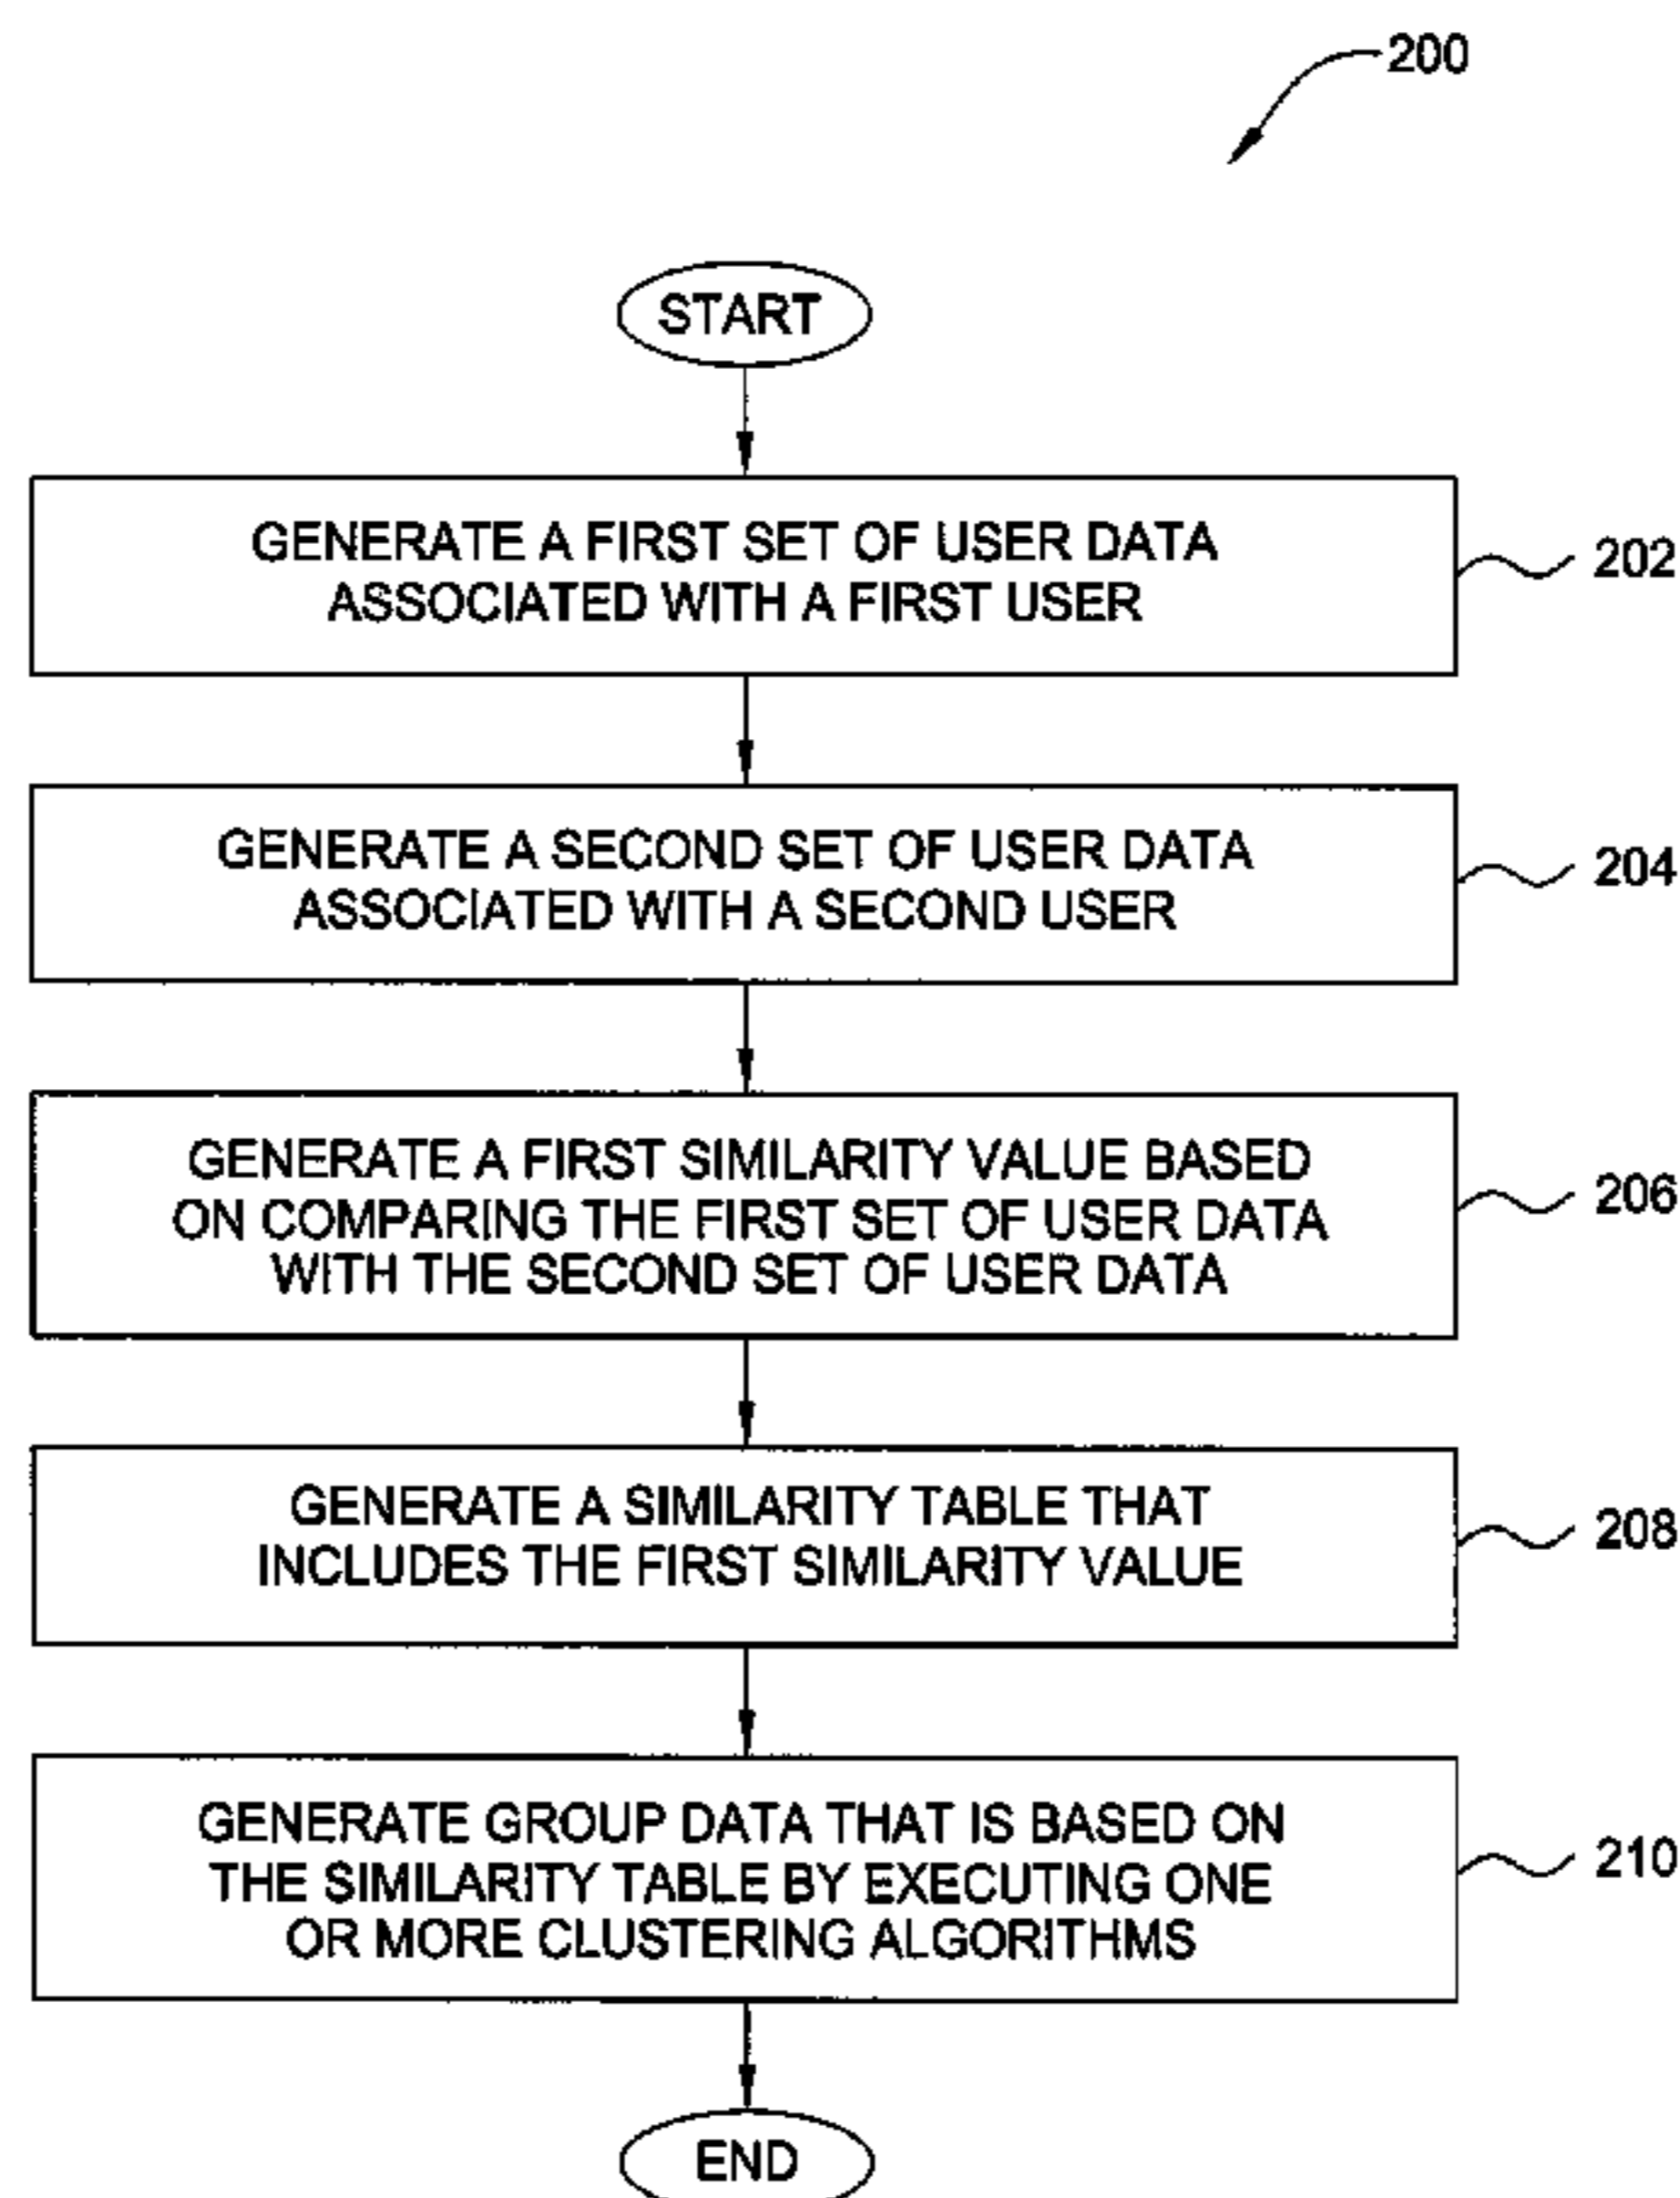 200
START
GENERATE A FIRST SET OF USER DATA
ASSOCIATED WITH A FIRST USER
202
GENERATE A SECOND SET OF USER DATA
ASSOCIATED WITH A SECOND USER
204
GENERATE A FIRST SIMILARITY VALUE BASED
ON COMPARING THE FIRST SET OF USER DATA
WITH THE SECOND SET OF USER DATA
206
GENERATE A SIMILARITY TABLE THAT
INCLUDES THE FIRST SIMILARITY VALUE
208
GENERATE GROUP DATA THAT IS BASED ON
THE SIMILARITY TABLE BY EXECUTING ONE
OR MORE CLUSTERING ALGORITHMS
210
END